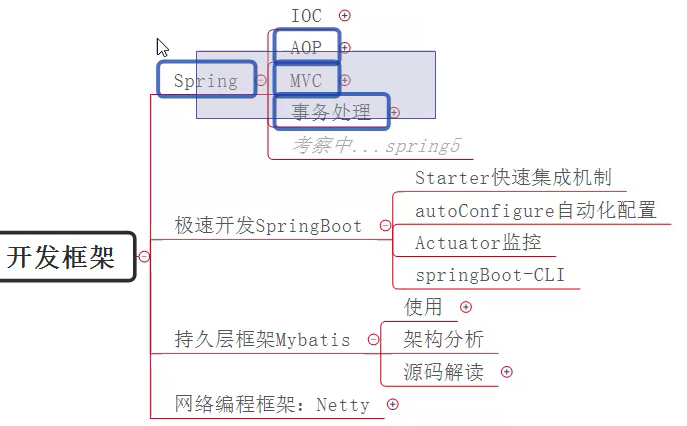 开发框架
Spring
IOC
AOP
MVC
事务处理
考察中...spring5
极速开发SpringBoot
Starter快速集成机制
autoConfigure自动化配置
Actuator监控
springBoot-CLI
持久层框架Mybatis
使用
架构分析
源码解读
网络编程框架：Netty